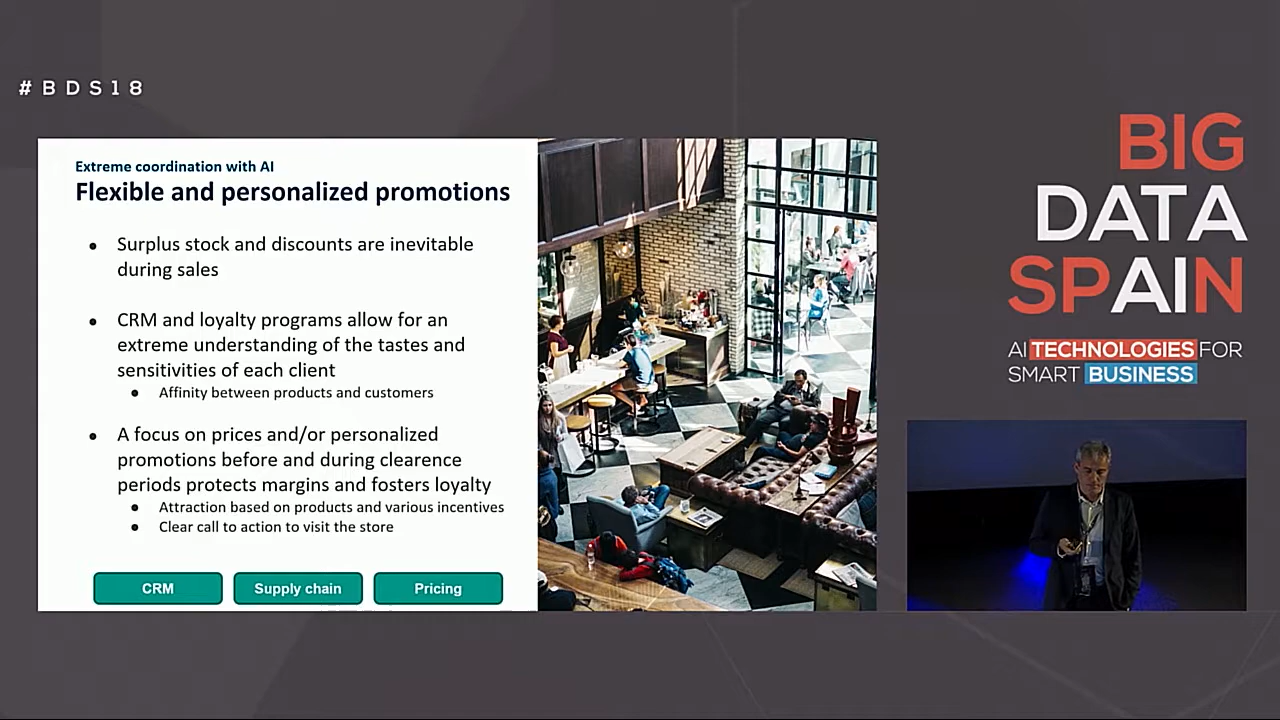 #BDS18
Extreme coordination with AI
Flexible and personalized promotions
● Surplus stock and discounts are inevitable
during sales
● CRM and loyalty programs allow for an
extreme understanding of the tastes and
sensitivities of each client
● Affinity between products and customers
● A focus on prices and/or personalized
promotions before and during clearence
periods protects margins and fosters loyalty
● Attraction based on products and various incentives
● Clear call to action to visit the store
CRM
Supply chain
Pricing
BIG
DATA
SPAIN
AI TECHNOLOGIES FOR
SMART BUSINESS